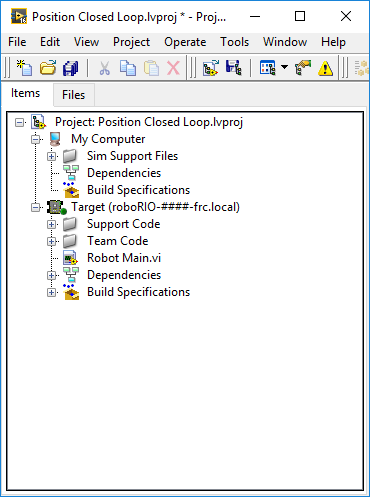 Position Closed Loop.lvproj * - Proj...
File Edit View Project Operate Tools Window Help
Items Files
Project: Position Closed Loop.lvproj
My Computer
Sim Support Files
Dependencies
Build Specifications
Target (roboRIO-####-frc.local)
Support Code
Team Code
Robot Main.vi
Dependencies
Build Specifications